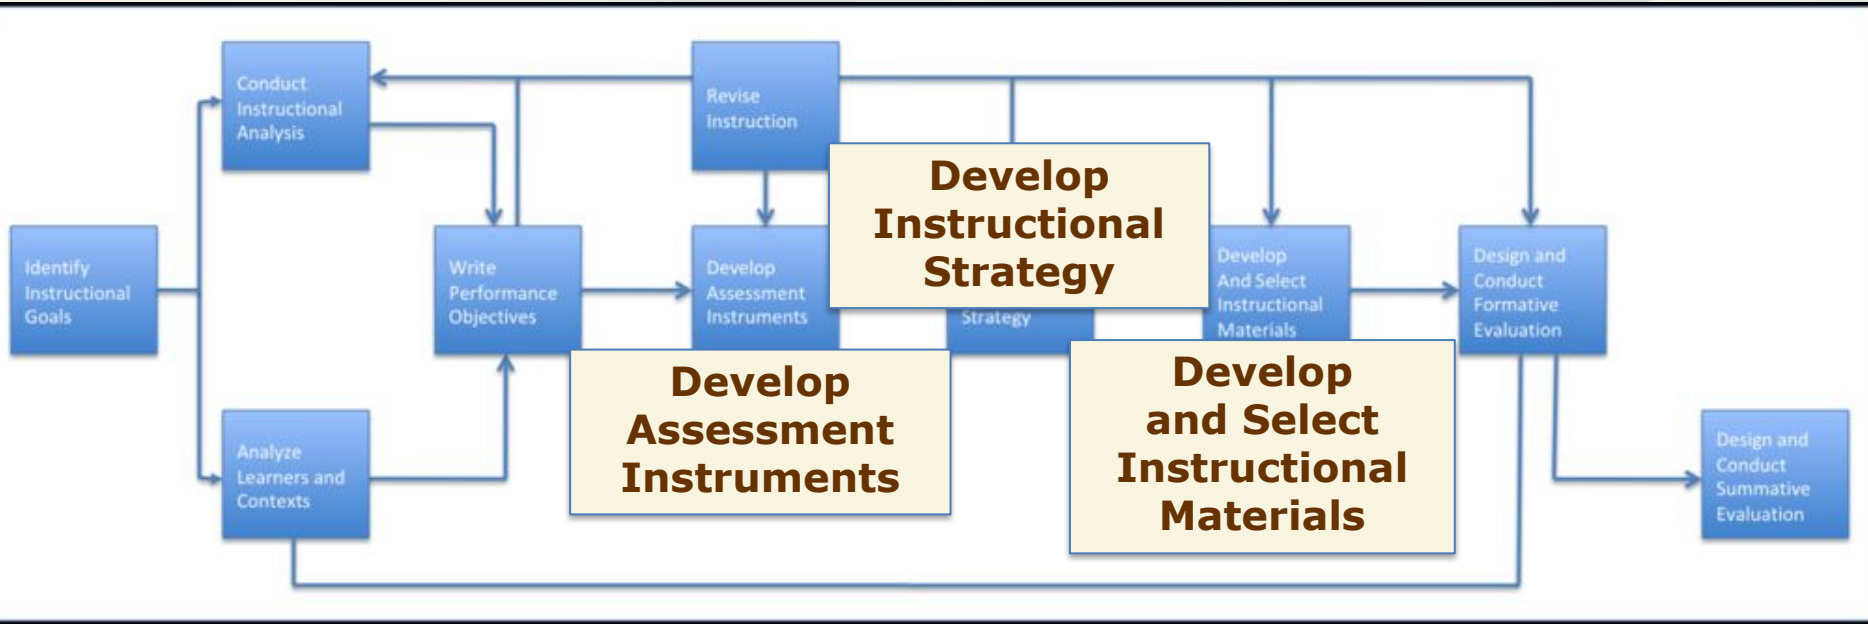 Conduct
Instructional
Analysis
Revise
Instruction
Identify
Instructional
Goals
Write
Performance
Objectives
Develop
Assessment
Instruments
Develop
Instructional
Strategy
Strategy
Develop
And Select
Instructional
Materials
Design and
Conduct
Formative
Evaluation
Develop
Assessment
Instruments
Develop
and Select
Instructional
Materials
Analyze
Learners and
Contexts
Design and
Conduct
Summative
Evaluation